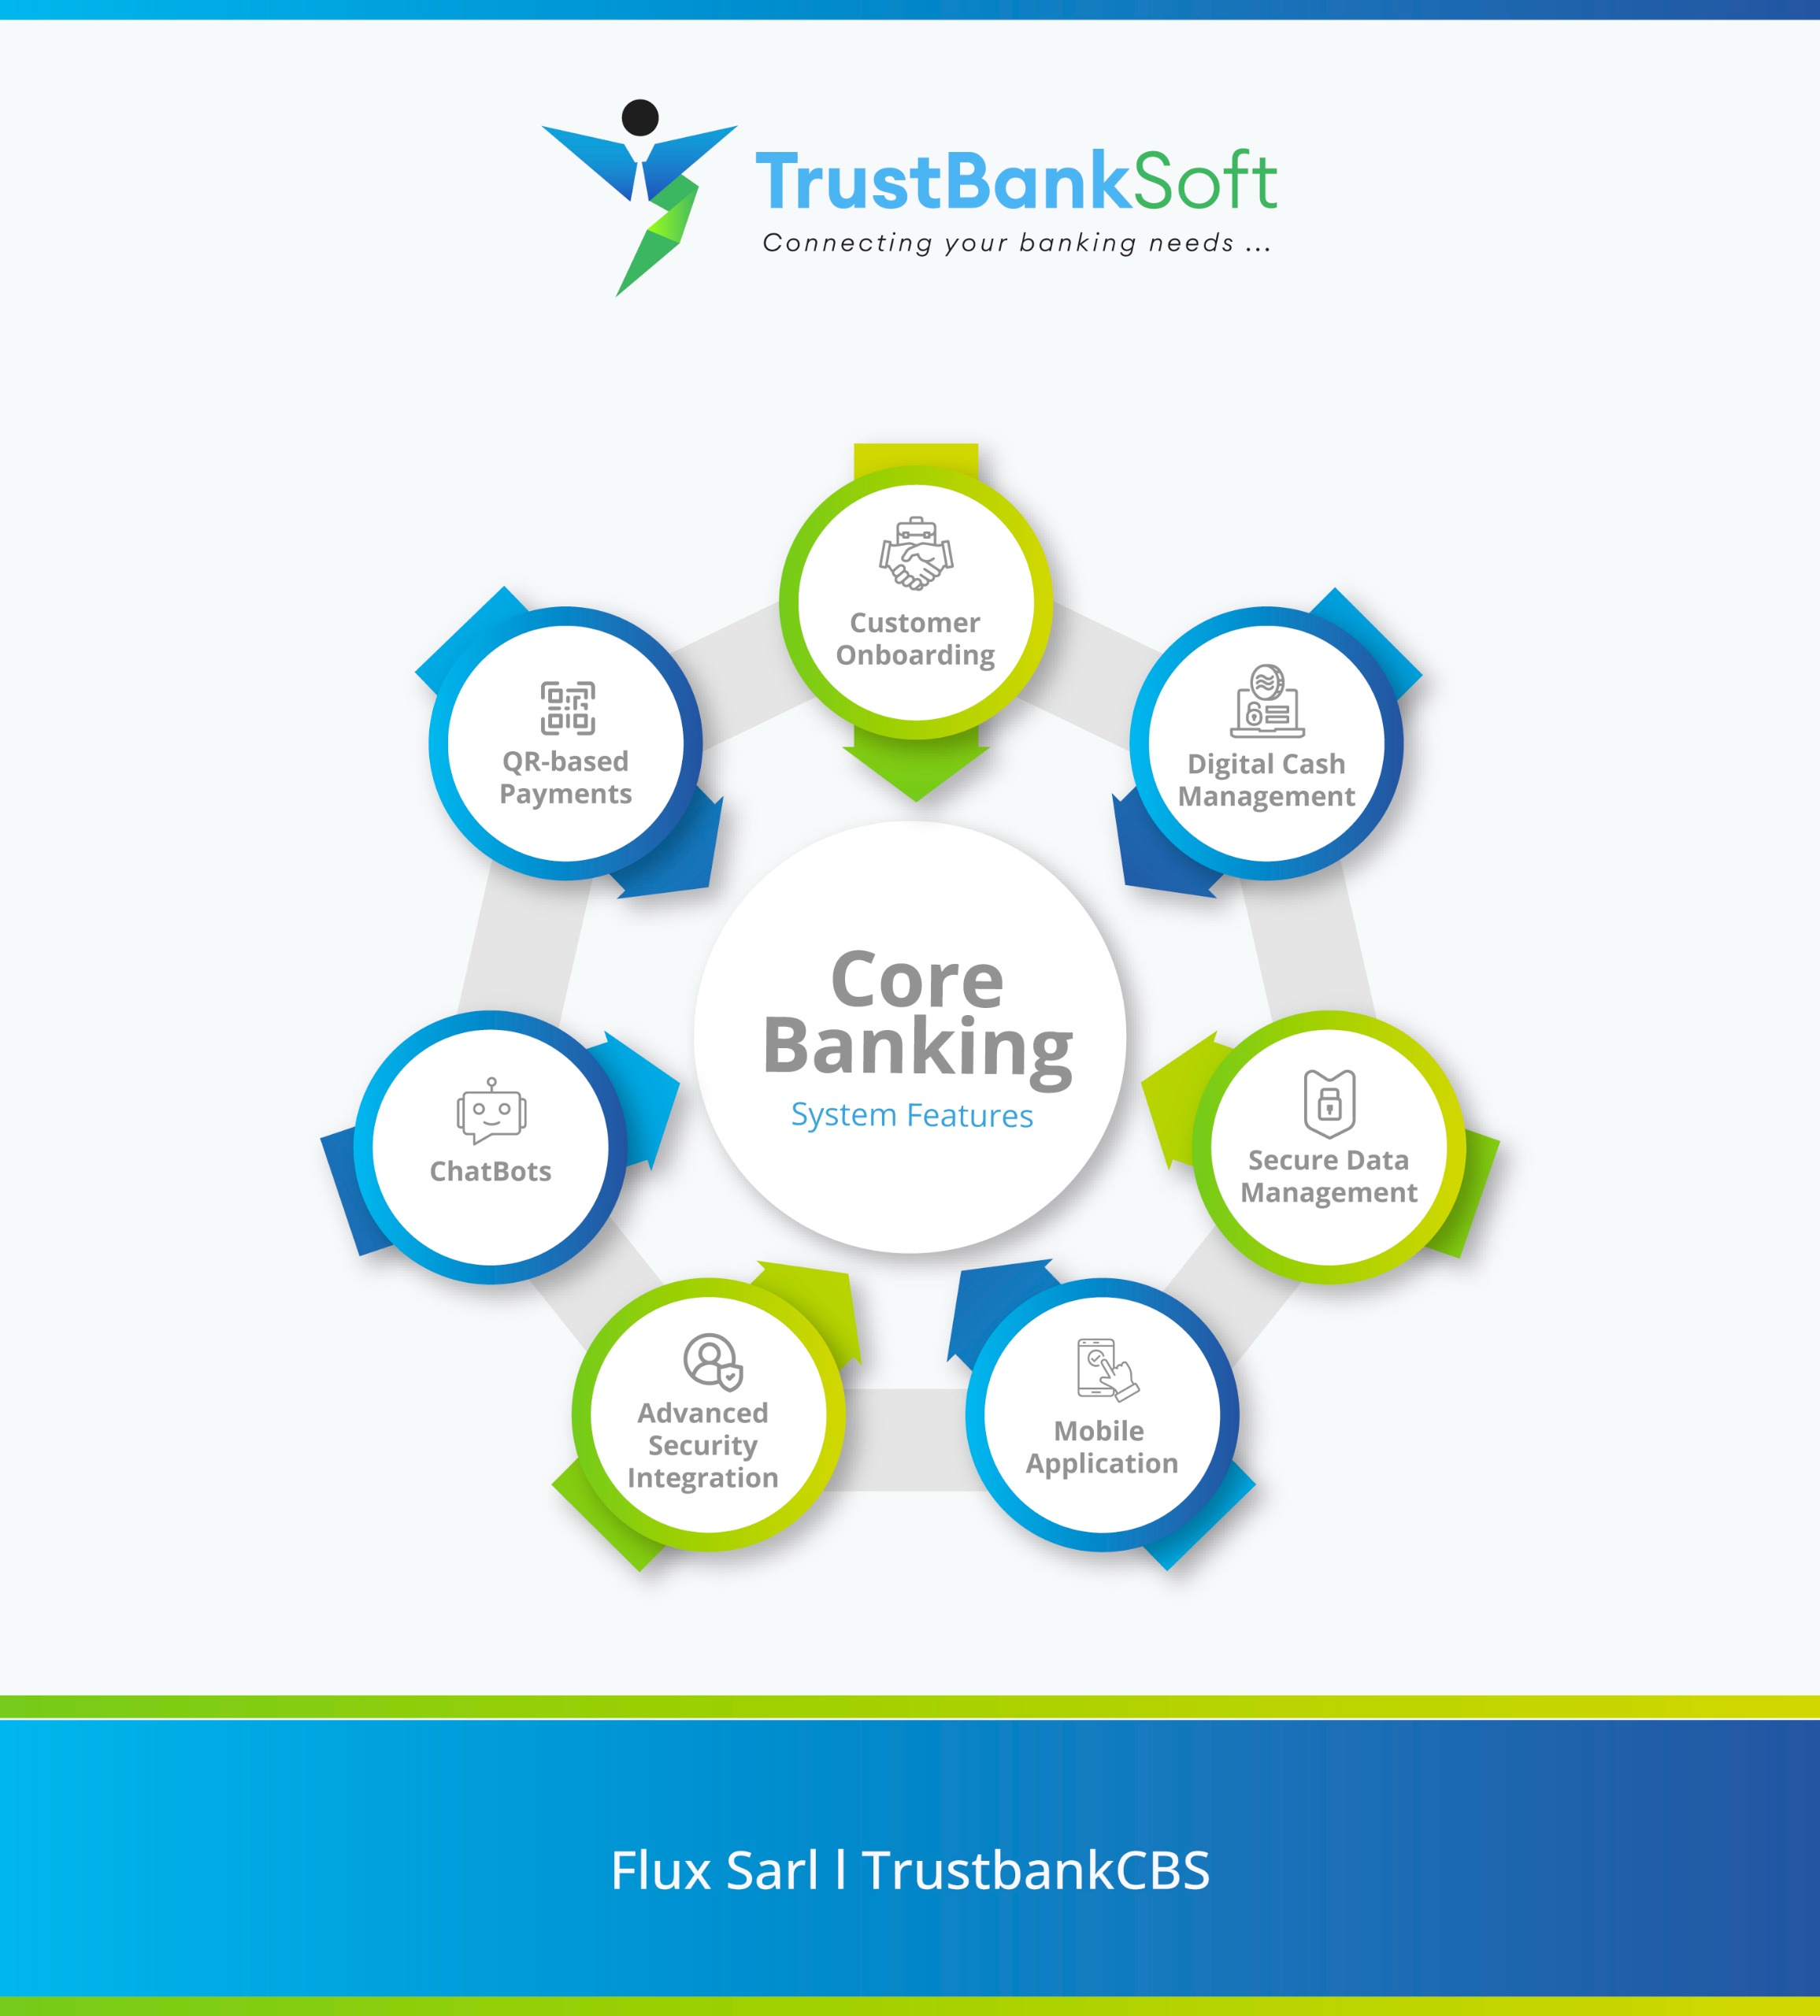 TrustBankSoft
Connecting your banking needs ...
Customer
Onboarding
QR-based
Payments
Digital Cash
Management
Core
Banking
System Features
ChatBots
Secure Data
Management
Advanced
Security
Integration
Mobile
Application
Flux Sarl l TrustbankCBS